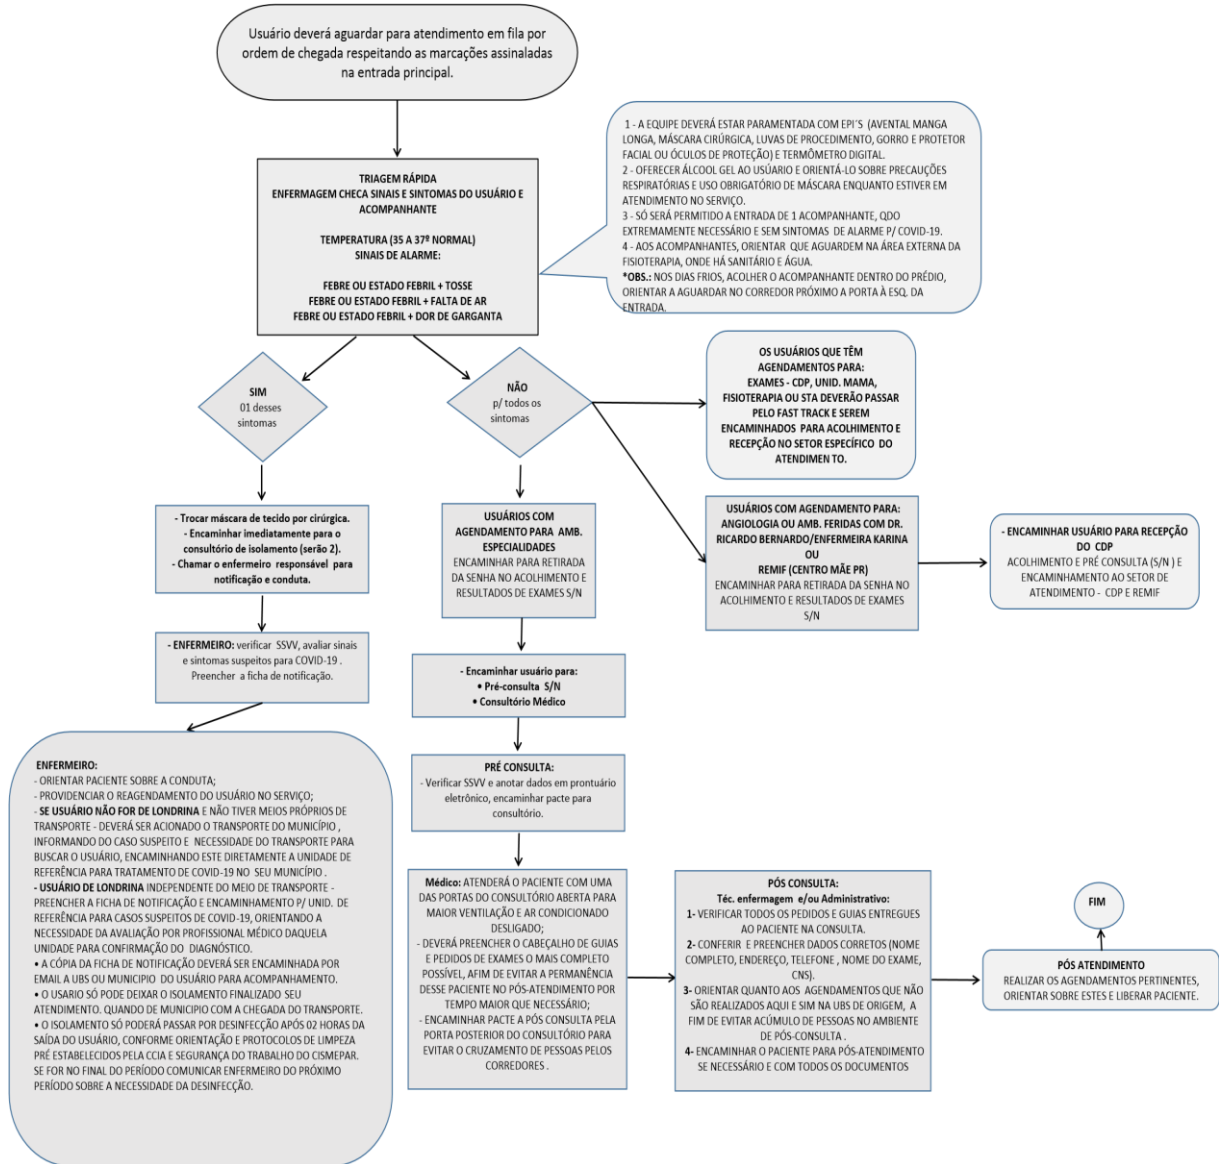 Usuário deverá aguardar para atendimento em fila por
ordem de chegada respeitando as marcações assinaladas
na entrada principal.
1 - A EQUIPE DEVERÁ ESTAR PARAMENTADA COM EPI´S (AVENTAL MANGA
LONGA, MÁSCARA CIRÚRGICA, LUVAS DE PROCEDIMENTO, GORRO E PROTETOR
FACIAL OU ÓCULOS DE PROTEÇÃO) E TERMÔMETRO DIGITAL.
2 - OFERECER ÁLCOOL GEL AO USÚARIO E ORIENTÁ-LO SOBRE PRECAUÇÕES
RESPIRATÓRIAS E USO OBRIGATÓRIO DE MÁSCARA ENQUANTO ESTIVER EM
ATENDIMENTO NO SERVIÇO.
3 - SÓ SERÁ PERMITIDO A ENTRADA DE 1 ACOMPANHANTE, QDO
EXTREMAMENTE NECESSÁRIO E SEM SINTOMAS DE ALARME P/ COVID-19.
4 - AOS ACOMPANHANTES, ORIENTAR QUE AGUARDEM NA ÁREA EXTERNA DA
FISIOTERAPIA, ONDE HÁ SANITÁRIO E ÁGUA.
*OBS.: NOS DIAS FRIOS, ACOLHER O ACOMPANHANTE DENTRO DO PRÉDIO,
ORIENTAR A AGUARDAR NO CORREDOR PRÓXIMO A PORTA À ESQ. DA
ENTRADA.
TRIAGEM RÁPIDA
ENFERMAGEM CHECA SINAIS E SINTOMAS DO USUÁRIO E
ACOMPANHANTE
TEMPERATURA (35 A 37º NORMAL)
SINAIS DE ALARME:
FEBRE OU ESTADO FEBRIL + TOSSE
FEBRE OU ESTADO FEBRIL + FALTA DE AR
FEBRE OU ESTADO FEBRIL + DOR DE GARGANTA
SIM
01 desses
sintomas
NÃO
p/ todos os
sintomas
OS USUÁRIOS QUE TÊM
AGENDAMENTOS PARA:
EXAMES - CDP, UNID. MAMA,
FISIOTERAPIA OU STA DEVERÃO PASSAR
PELO FAST TRACK E SEREM
ENCAMINHADOS PARA ACOLHIMENTO E
RECEPÇÃO NO SETOR ESPECÍFICO DO
ATENDIMEN TO.
- Trocar máscara de tecido por cirúrgica.
- Encaminhar imediatamente para o
consultório de isolamento (serão 2).
- Chamar o enfermeiro responsável para
notificação e conduta.
USUÁRIOS COM
AGENDAMENTO PARA AMB.
ESPECIALIDADES
ENCAMINHAR PARA RETIRADA
DA SENHA NO ACOLHIMENTO E
RESULTADOS DE EXAMES S/N
USUÁRIOS COM AGENDAMENTO PARA:
ANGIOLOGIA OU AMB. FERIDAS COM DR.
RICARDO BERNARDO/ENFERMEIRA KARINA
OU
REMIF (CENTRO MÃE PR)
ENCAMINHAR PARA RETIRADA DA SENHA NO
ACOLHIMENTO E RESULTADOS DE EXAMES
S/N
- ENCAMINHAR USUÁRIO PARA RECEPÇÃO
DO CDP
ACOLHIMENTO E PRÉ CONSULTA (S/N ) E
ENCAMINHAMENTO AO SETOR DE
ATENDIMENTO - CDP E REMIF
- ENFERMEIRO: verificar SSVV, avaliar sinais
e sintomas suspeitos para COVID-19 .
Preencher a ficha de notificação.
- Encaminhar usuário para:
• Pré-consulta S/N
• Consultório Médico
PRÉ CONSULTA:
- Verificar SSVV e anotar dados em prontuário
eletrônico, encaminhar pacte para
consultório.
ENFERMEIRO:
- ORIENTAR PACIENTE SOBRE A CONDUTA;
- PROVIDENCIAR O REAGENDAMENTO DO USUÁRIO NO SERVIÇO;
- SE USUÁRIO NÃO FOR DE LONDRINA E NÃO TIVER MEIOS PRÓPRIOS DE
TRANSPORTE - DEVERÁ SER ACIONADO O TRANSPORTE DO MUNICÍPIO ,
INFORMANDO DO CASO SUSPEITO E NECESSIDADE DO TRANSPORTE PARA
BUSCAR O USUÁRIO, ENCAMINHANDO ESTE DIRETAMENTE A UNIDADE DE
REFERÊNCIA PARA TRATAMENTO DE COVID-19 NO SEU MUNICÍPIO .
- USUÁRIO DE LONDRINA INDEPENDENTE DO MEIO DE TRANSPORTE -
PREENCHER A FICHA DE NOTIFICAÇÃO E ENCAMINHAMENTO P/ UNID. DE
REFERÊNCIA PARA CASOS SUSPEITOS DE COVID-19, ORIENTANDO A
NECESSIDADE DA AVALIAÇÃO POR PROFISSIONAL MÉDICO DAQUELA
UNIDADE PARA CONFIRMAÇÃO DO DIAGNÓSTICO.
• A CÓPIA DA FICHA DE NOTIFICAÇÃO DEVERÁ SER ENCAMINHADA POR
EMAIL A UBS OU MUNICIPIO DO USUÁRIO PARA ACOMPANHAMENTO.
• O USARIO SÓ PODE DEIXAR O ISOLAMENTO FINALIZADO SEU
ATENDIMENTO. QUANDO DE MUNICIPIO COM A CHEGADA DO TRANSPORTE.
• O ISOLAMENTO SÓ PODERÁ PASSAR POR DESINFECÇÃO APÓS 02 HORAS DA
SAÍDA DO USUÁRIO, CONFORME ORIENTAÇÃO E PROTOCOLOS DE LIMPEZA
PRÉ ESTABELECIDOS PELA CCIA E SEGURANÇA DO TRABALHO DO CISMEPAR.
SE FOR NO FINAL DO PERÍODO COMUNICAR ENFERMEIRO DO PRÓXIMO
PERÍODO SOBRE A NECESSIDADE DA DESINFECÇÃO.
Médico: ATENDERÁ O PACIENTE COM UMA
DAS PORTAS DO CONSULTÓRIO ABERTA PARA
MAIOR VENTILAÇÃO E AR CONDICIONADO
DESLIGADO;
- DEVERÁ PREENCHER O CABEÇALHO DE GUIAS
E PEDIDOS DE EXAMES O MAIS COMPLETO
POSSÍVEL, AFIM DE EVITAR A PERMANÊNCIA
DESSE PACIENTE NO PÓS-ATENDIMENTO POR
TEMPO MAIOR QUE NECESSÁRIO;
- ENCAMINHAR PACTE A PÓS CONSULTA PELA
PORTA POSTERIOR DO CONSULTÓRIO PARA
EVITAR O CRUZAMENTO DE PESSOAS PELOS
CORREDORES .
PÓS CONSULTA:
Téc. enfermagem e/ou Administrativo:
1- VERIFICAR TODOS OS PEDIDOS E GUIAS ENTREGUES
AO PACIENTE NA CONSULTA.
2- CONFERIR E PREENCHER DADOS CORRETOS (NOME
COMPLETO, ENDEREÇO, TELEFONE , NOME DO EXAME,
CNS).
3- ORIENTAR QUANTO AOS AGENDAMENTOS QUE NÃO
SÃO REALIZADOS AQUI E SIM NA UBS DE ORIGEM, A
FIM DE EVITAR ACÚMULO DE PESSOAS NO AMBIENTE
DE PÓS-CONSULTA .
4- ENCAMINHAR O PACIENTE PARA PÓS-ATENDIMENTO
SE NECESSÁRIO E COM TODOS OS DOCUMENTOS
FIM
PÓS ATENDIMENTO
REALIZAR OS AGENDAMENTOS PERTINENTES,
ORIENTAR SOBRE ESTES E LIBERAR PACIENTE.